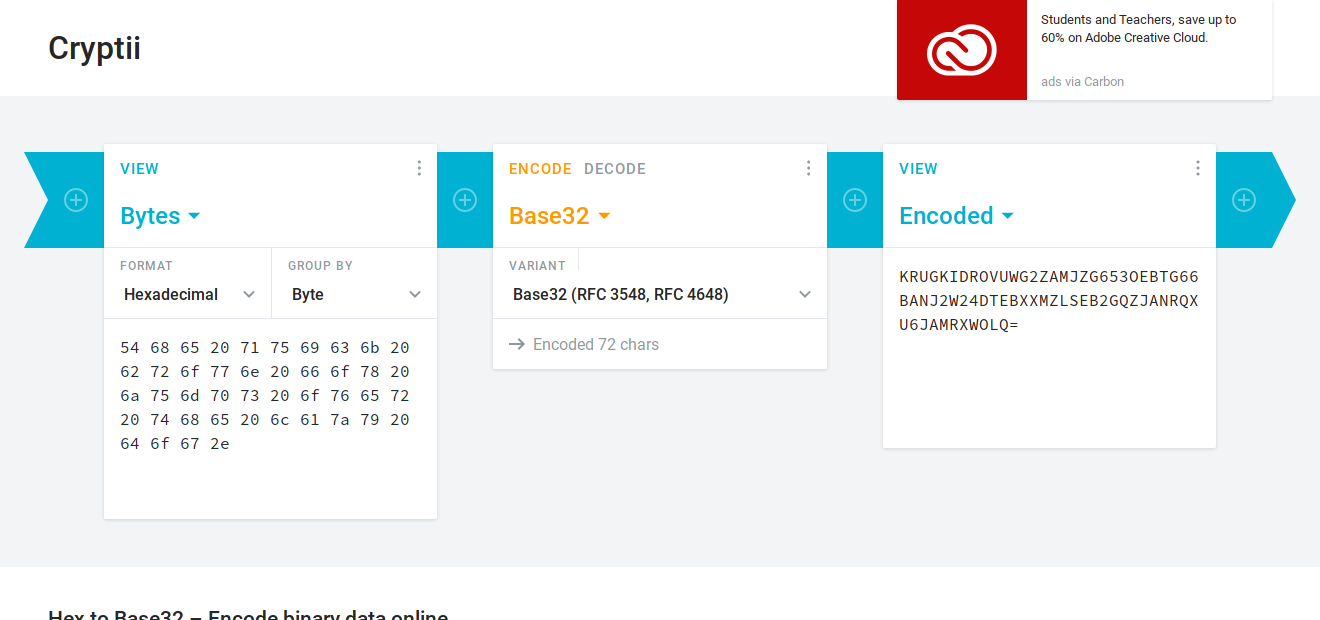 Cryptii
Students and Teachers, save up to
60% on Adobe Creative Cloud.
ads via Carbon
VIEW
Bytes
FORMAT
Hexadecimal
GROUP BY
Byte
54 68 65 20 71 75 69 63 6b 20
62 72 6f 77 6e 20 66 6f 78 20
6a 75 6d 70 73 20 6f 76 65 72
20 74 68 65 20 6c 61 7a 79 20
64 6f 67 2e
ENCODE DECODE
Base32
VARIANT
Base32 (RFC 3548, RFC 4648)
→ Encoded 72 chars
VIEW
Encoded
KRUGKIDROVUWG2ZAMJZG653OEBTG66
BANJ2W24DTEBXXMZLSEB2GQZJANRQX
U6JAMRXWOLQ=
Hex to Base32 – Encode binary data online